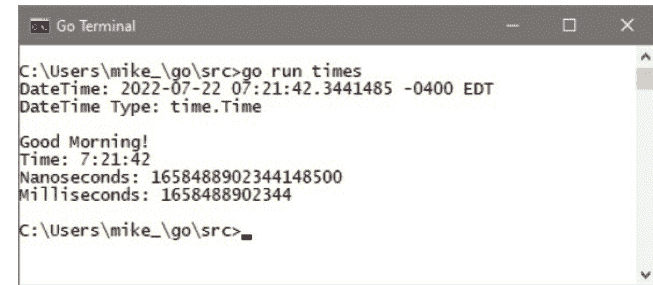 Go Terminal
C:\Users\mike_\go\src>go run times
DateTime: 2022-07-22 07:21:42.3441485 -0400 EDT
DateTime Type: time.Time
Good Morning!
Time: 7:21:42
Nanoseconds: 1658488902344148500
Milliseconds: 1658488902344
C:\Users\mike_\go\src>